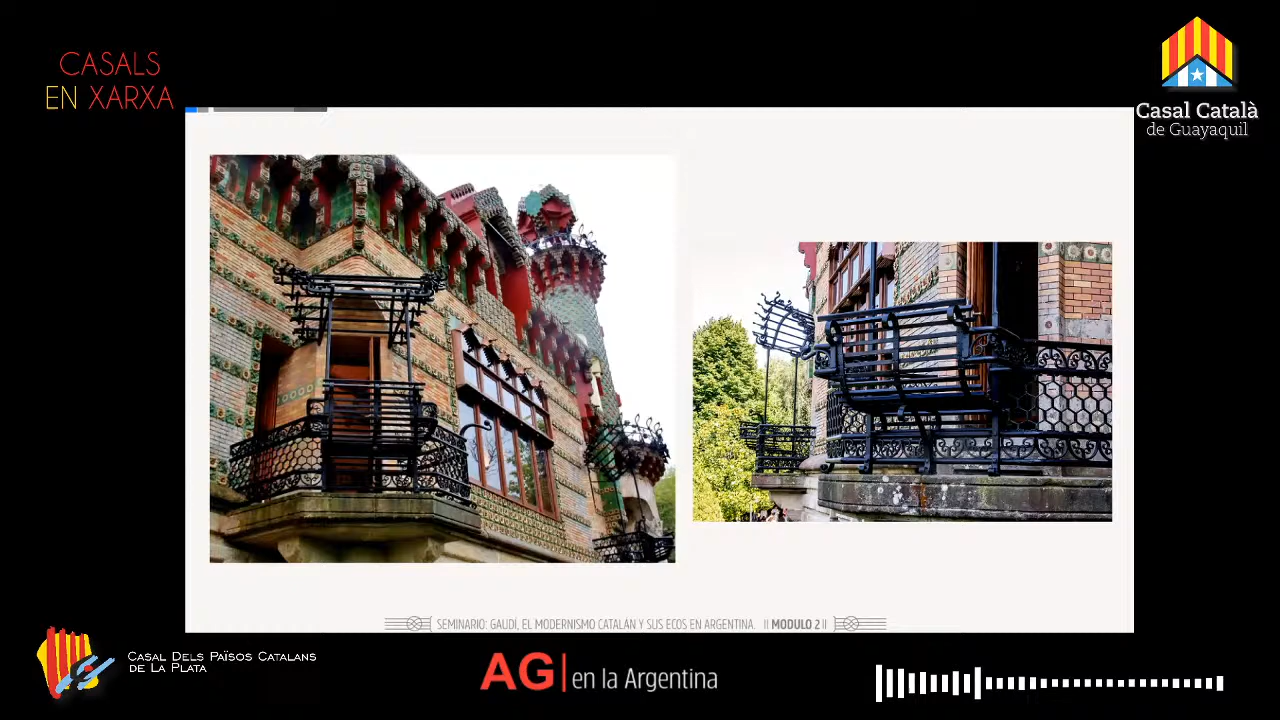 CASALS
EN XARXA
Casal Català
de Guayaquil
SEMINARIO: GAUDÍ, EL MODERNISMO CATALÁN Y SUS ECOS EN ARGENTINA. || MODULO 2 ||
CASAL DELS PAÏSOS CATALANS
DE LA PLATA
AG| en la Argentina